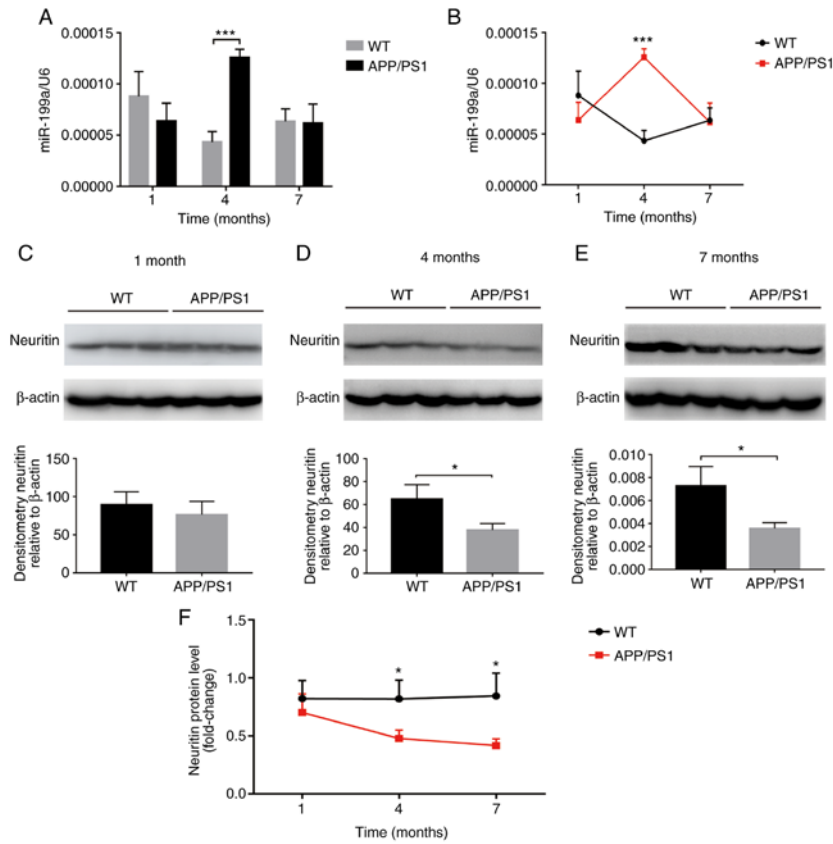 A
miR-199a/U6
0.00015
0.00010
0.00005
0.00000
***
WT
APP/PS1
1
4
7
Time (months)
B
miR-199a/U6
0.00015
0.00010
0.00005
0.00000
***
WT
APP/PS1
1
4
7
Time (months)
C
1 month
WT
APP/PS1
Neuritin
β-actin
Densitometry neuritin
relative to β-actin
150
100
50
0
WT
APP/PS1
D
4 months
WT
APP/PS1
Neuritin
β-actin
Densitometry neuritin
relative to β-actin
100
80
60
40
20
0
*
WT
APP/PS1
E
7 months
WT
APP/PS1
Neuritin
β-actin
Densitometry neuritin
relative to β-actin
0.010
0.008
0.006
0.004
0.002
0.000
*
WT
APP/PS1
F
Neuritin protein level
(fold-change)
1.5
1.0
0.5
0.0
*
*
WT
APP/PS1
1
4
7
Time (months)